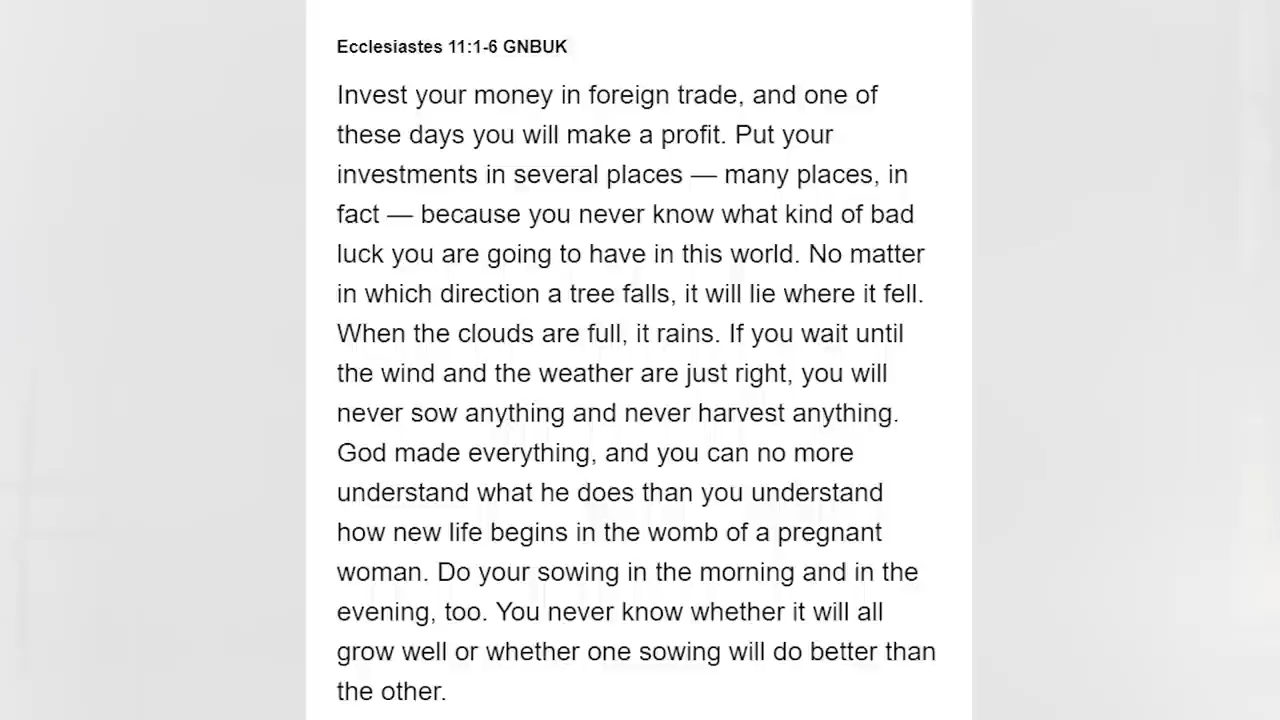 Ecclesiastes 11:1-6 GNBUK
Invest your money in foreign trade, and one of
these days you will make a profit. Put your
investments in several places — many places, in
fact — because you never know what kind of bad
luck you are going to have in this world. No matter
in which direction a tree falls, it will lie where it fell.
When the clouds are full, it rains. If you wait until
the wind and the weather are just right, you will
never sow anything and never harvest anything.
God made everything, and you can no more
understand what he does than you understand
how new life begins in the womb of a pregnant
woman. Do your sowing in the morning and in the
evening, too. You never know whether it will all
grow well or whether one sowing will do better than
the other.